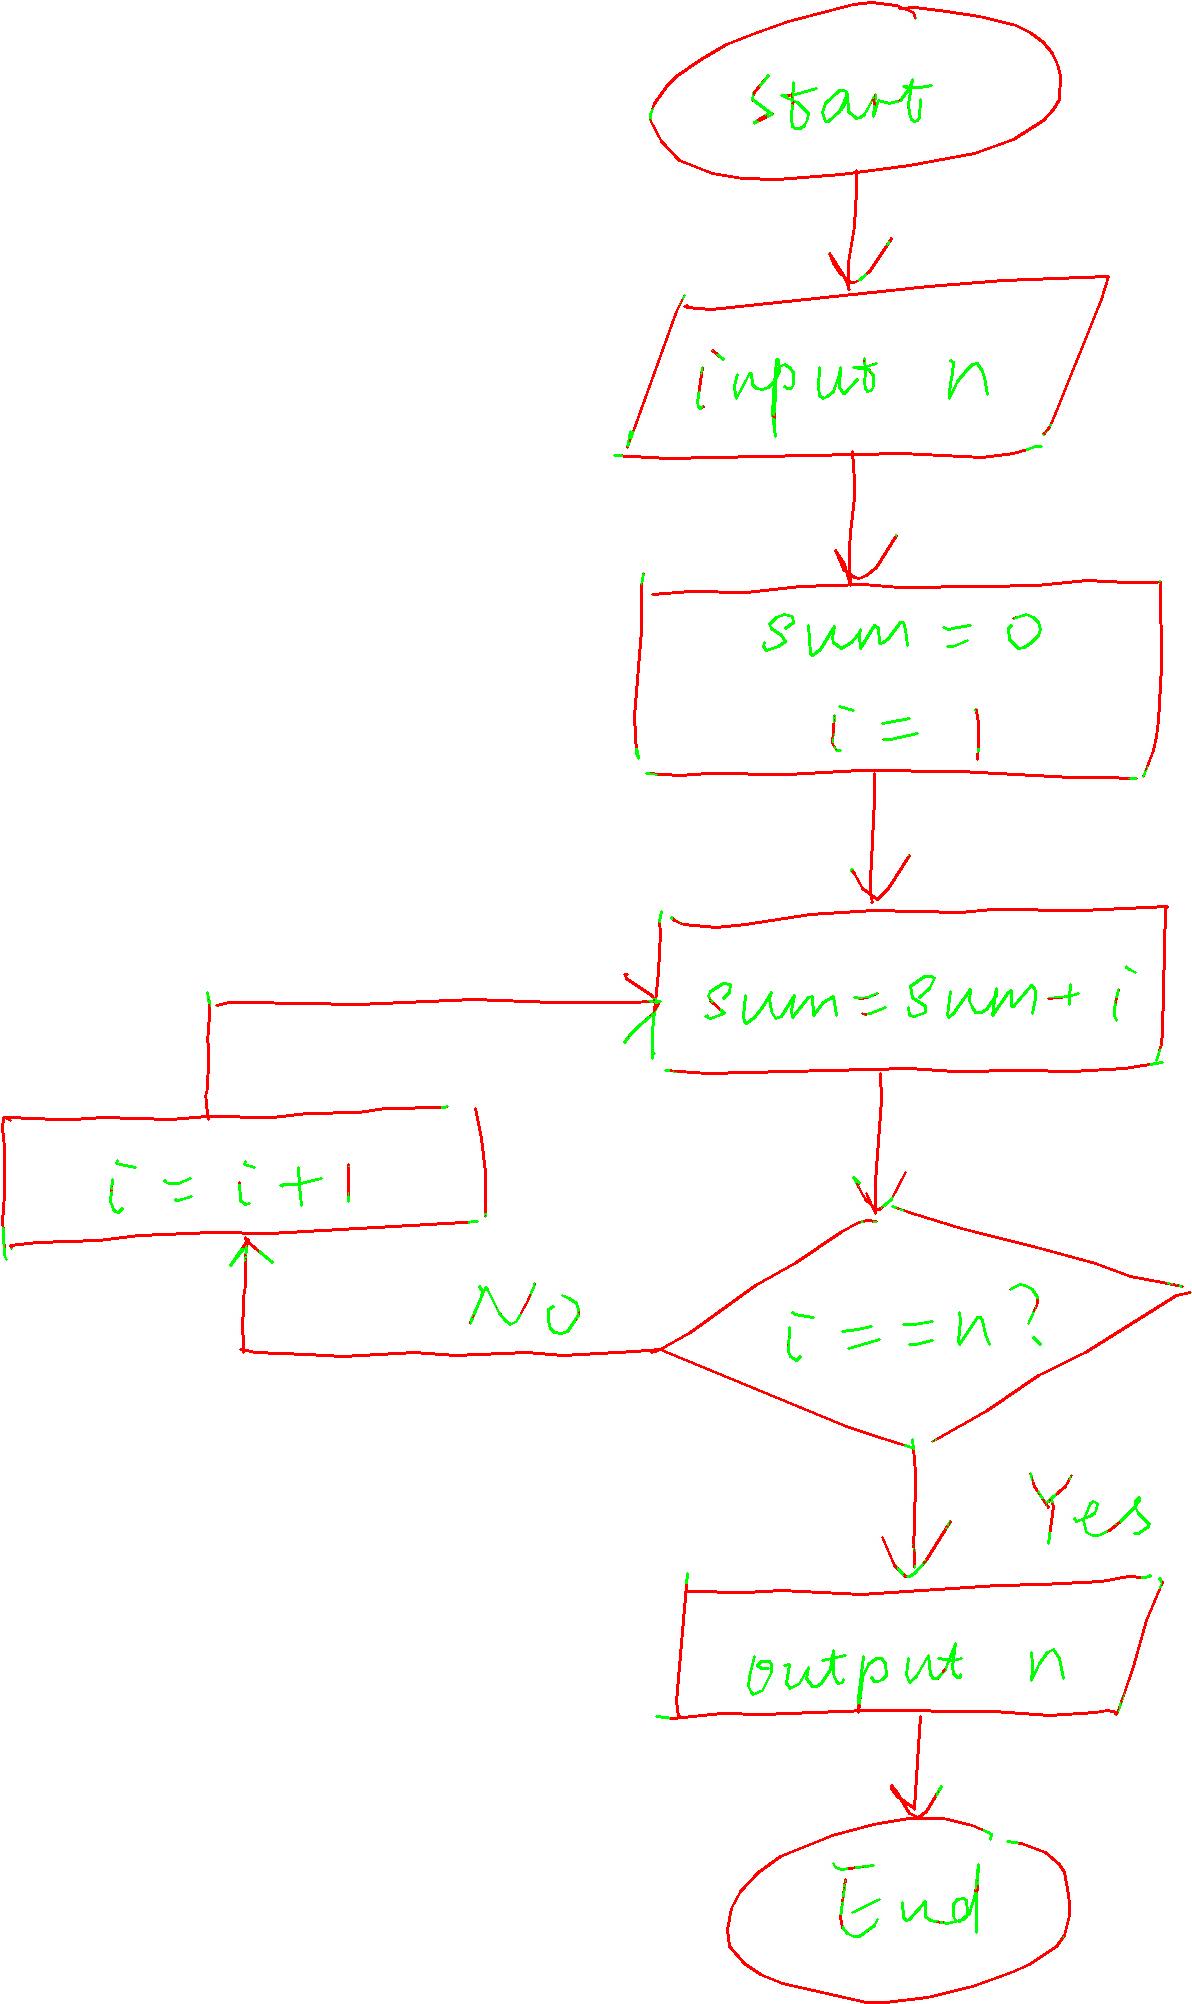 Start
input n
sum = 0
i = 1
sum=sum+i
i=i+1
No
i==n?
Yes
output n
End